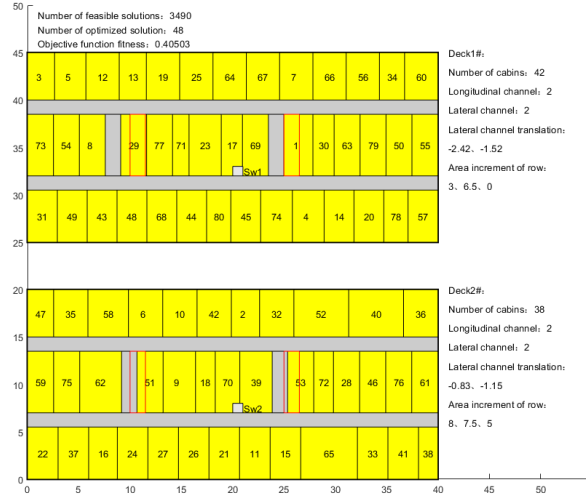 50
Number of feasible solutions: 3490
Number of optimized solution: 48
Objective function fitness: 0.40503
45
3 5 12 13 19 25 64 67 7 66 56 34 60
40
73 54 8 29 77 71 23 17 69 1 30 63 79 50 55
35
Sw1
30
31 49 43 48 68 44 80 45 74 4 14 20 78 57
25
Deck1#:
Number of cabins: 42
Longitudinal channel: 2
Lateral channel: 2
Lateral channel translation:
-2.42、-1.52
Area increment of row:
3、6.5、0
20
47 35 58 6 10 42 2 32 52 40 36
15
59 75 62 51 9 18 70 39 53 72 28 46 76 61
10
Sw2
5
22 37 16 24 27 26 21 11 15 65 33 41 38
0
0 5 10 15 20 25 30 35 40 45 50
Deck2#:
Number of cabins: 38
Longitudinal channel: 2
Lateral channel: 2
Lateral channel translation:
-0.83、-1.15
Area increment of row:
8、7.5、5